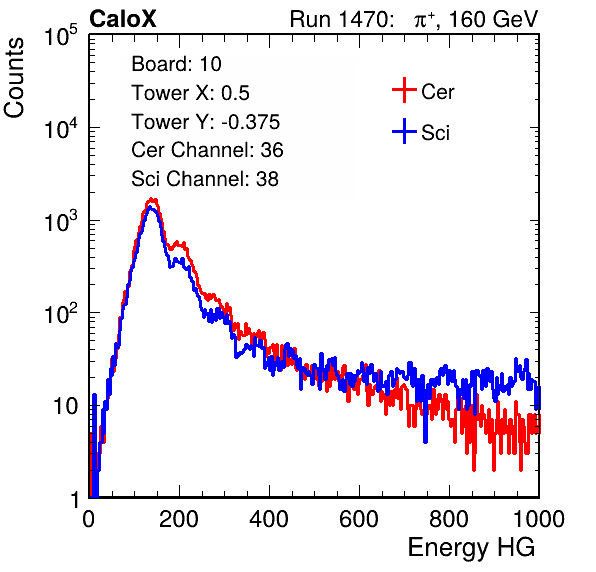 CaloX Run 1470: π⁺, 160 GeV
Counts
Board: 10
Tower X: 0.5
Tower Y: -0.375
Cer Channel: 36
Sci Channel: 38
Cer
Sci
10⁵
10⁴
10³
10²
10
1
0 200 400 600 800 1000
Energy HG